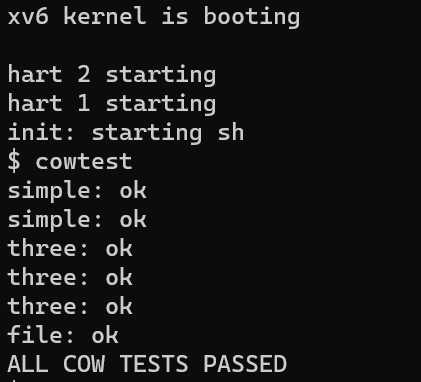 xv6 kernel is booting
hart 2 starting
hart 1 starting
init: starting sh
$ cowtest
simple: ok
simple: ok
three: ok
three: ok
three: ok
file: ok
ALL COW TESTS PASSED